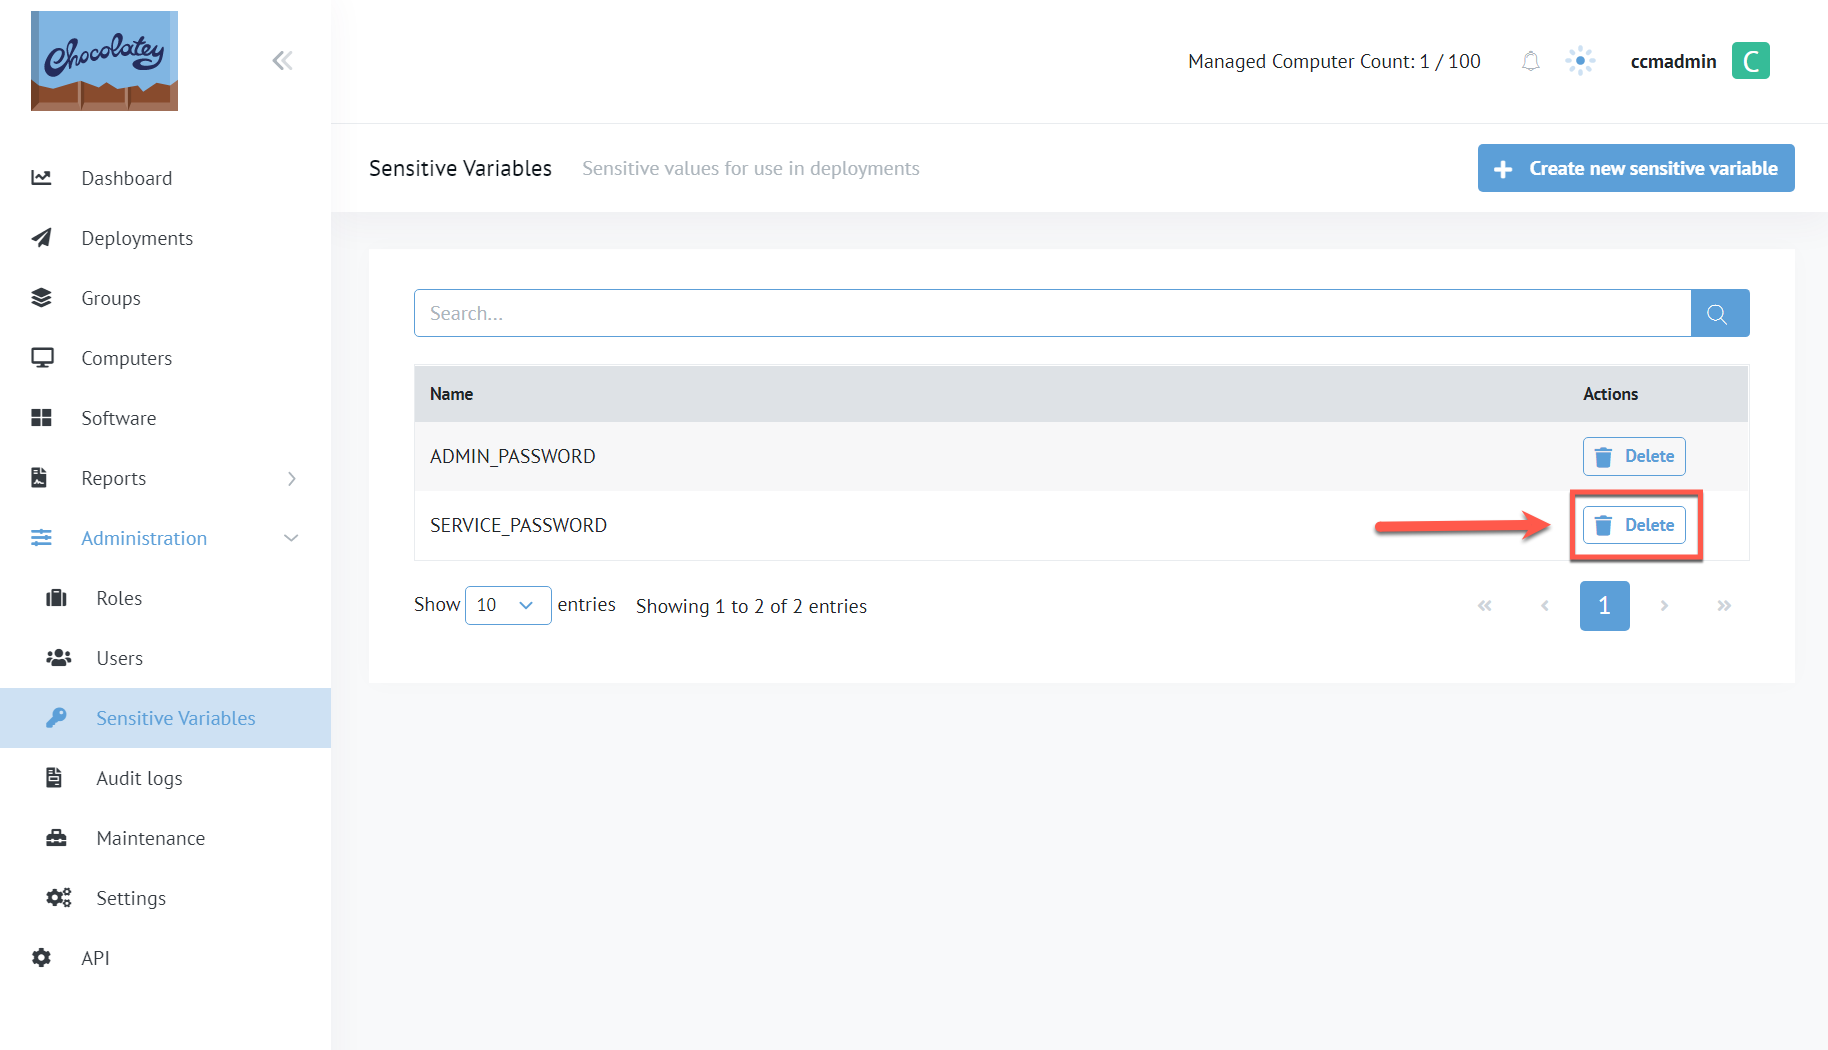 Chocolatey
Managed Computer Count: 1 / 100
ccmadmin
C
Sensitive Variables
Sensitive values for use in deployments
Create new sensitive variable
Dashboard
Deployments
Groups
Computers
Software
Reports
Administration
Roles
Users
Sensitive Variables
Audit logs
Maintenance
Settings
API
Search...
Name Actions
ADMIN_PASSWORD Delete
SERVICE_PASSWORD Delete
Show 10 entries Showing 1 to 2 of 2 entries « ‹ 1 › »